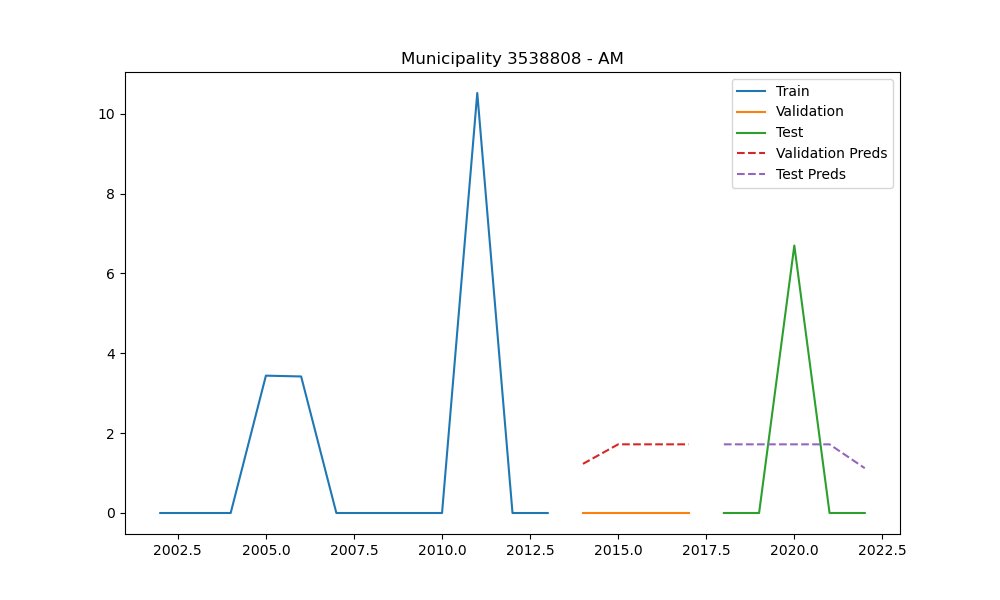 Municipality 3538808 - AM
Train
Validation
Test
Validation Preds
Test Preds
10
8
6
4
2
0
2002.5 2005.0 2007.5 2010.0 2012.5 2015.0 2017.5 2020.0 2022.5